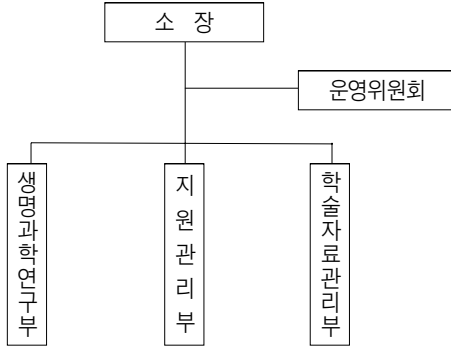 소 장
운영위원회
생명과학연구부
지원관리부
학술자료관리부